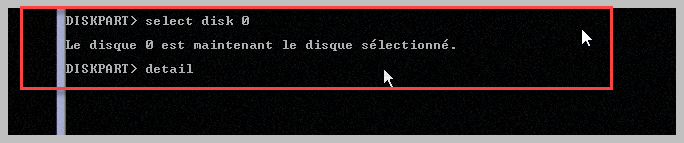 DISKPART> select disk 0
Le disque 0 est maintenant le disque sélectionné.
DISKPART> detail